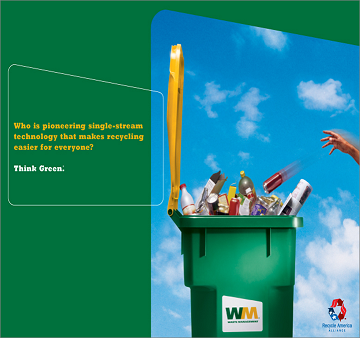 Who is pioneering single-stream
technology that makes recycling
easier for everyone?
Think Green.
WM
WASTE MANAGEMENT
Recycle America
ALLIANCE